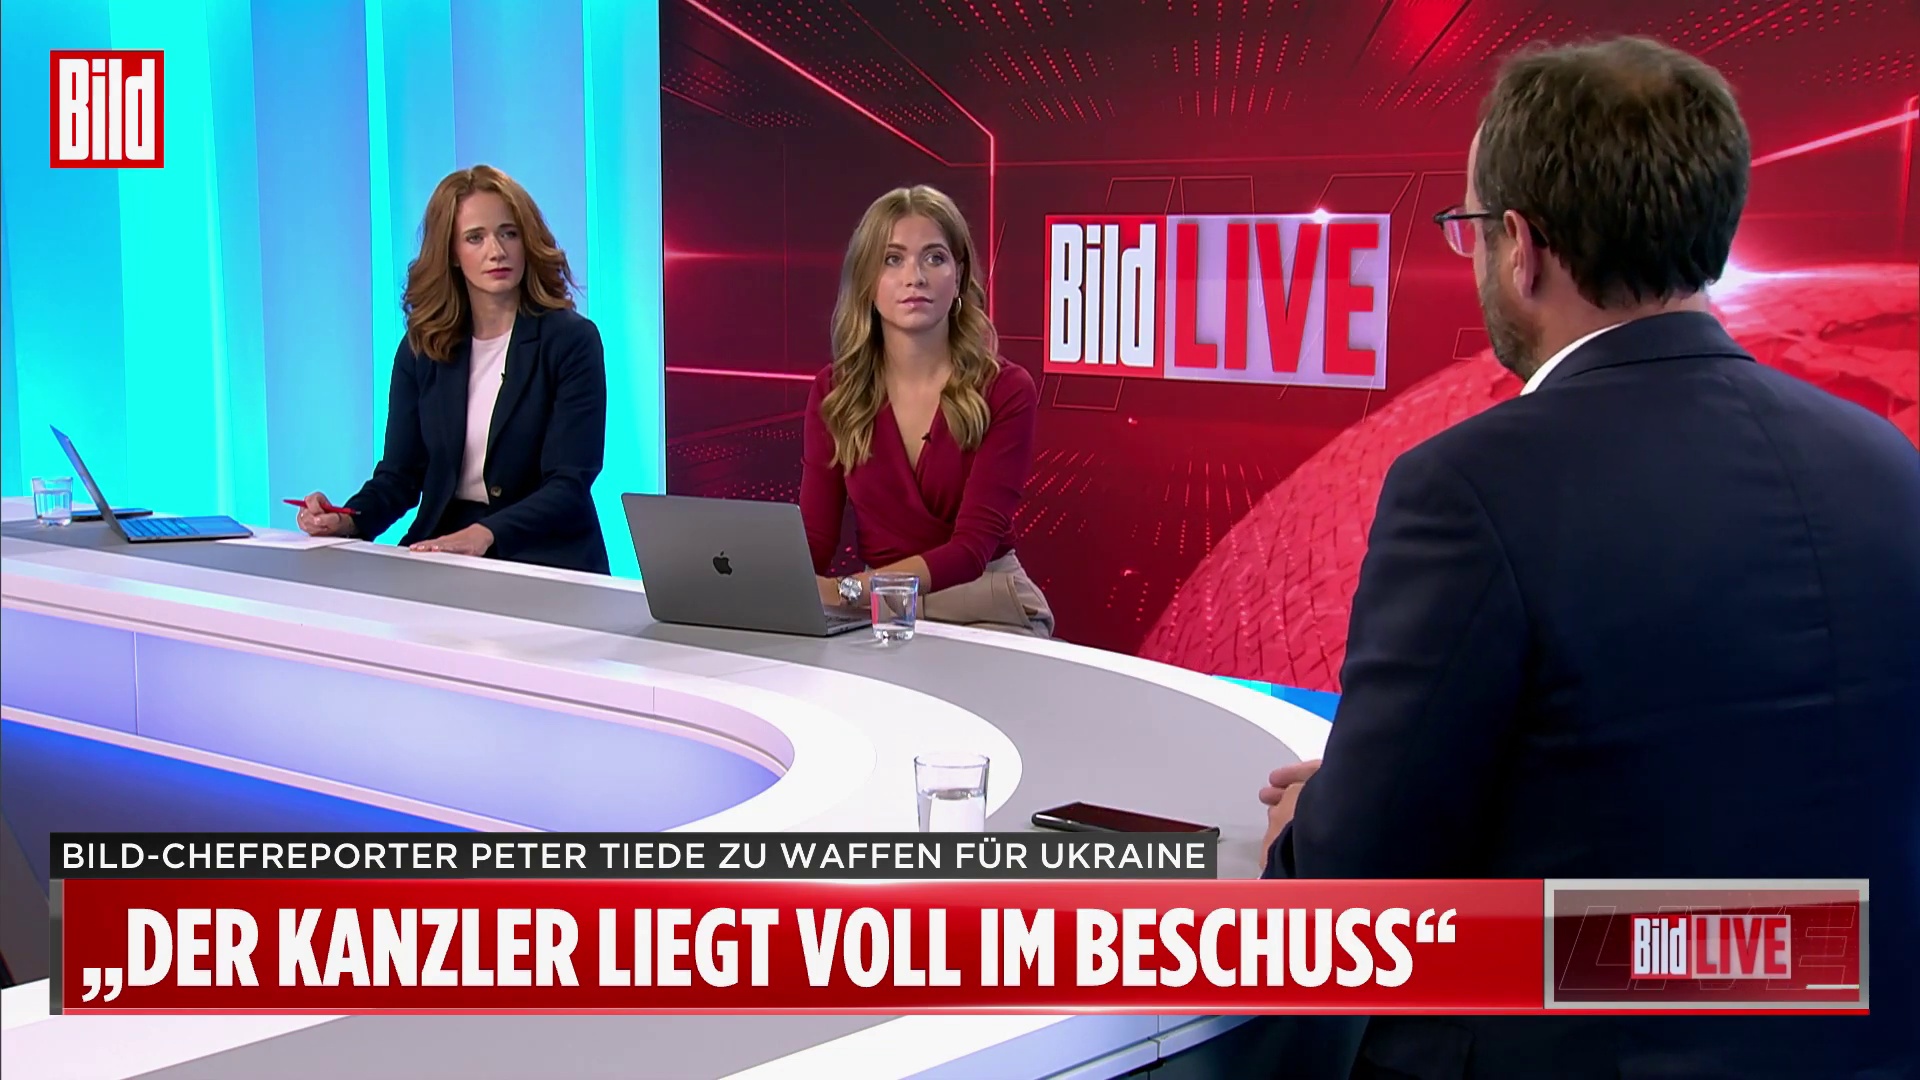 Bild
Bild LIVE
BILD-CHEFREPORTER PETER TIEDE ZU WAFFEN FÜR UKRAINE
„DER KANZLER LIEGT VOLL IM BESCHUSS“
Bild LIVE